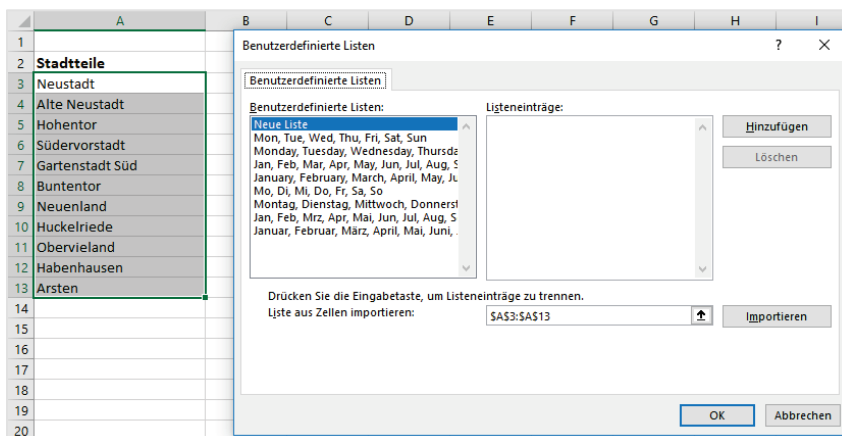 A B C D E F G H I
1
2 Stadtteile
3 Neustadt
4 Alte Neustadt
5 Hohentor
6 Südervorstadt
7 Gartenstadt Süd
8 Buntentor
9 Neuenland
10 Huckelriede
11 Obervieland
12 Habenhausen
13 Arsten
14
15
16
17
18
19
20
Benutzerdefinierte Listen ? ×
Benutzerdefinierte Listen
Benutzerdefinierte Listen: Listeneinträge:
Neue Liste
Mon, Tue, Wed, Thu, Fri, Sat, Sun
Monday, Tuesday, Wednesday, Thursda
Jan, Feb, Mar, Apr, May, Jun, Jul, Aug, S
January, February, March, April, May, Ju
Mo, Di, Mi, Do, Fr, Sa, So
Montag, Dienstag, Mittwoch, Donnerst
Jan, Feb, Mrz, Apr, Mai, Jun, Jul, Aug, S
Januar, Februar, März, April, Mai, Juni, .
Hinzufügen
Löschen
Drücken Sie die Eingabetaste, um Listeneinträge zu trennen.
Liste aus Zellen importieren: $A$3:$A$13 Importieren
OK Abbrechen